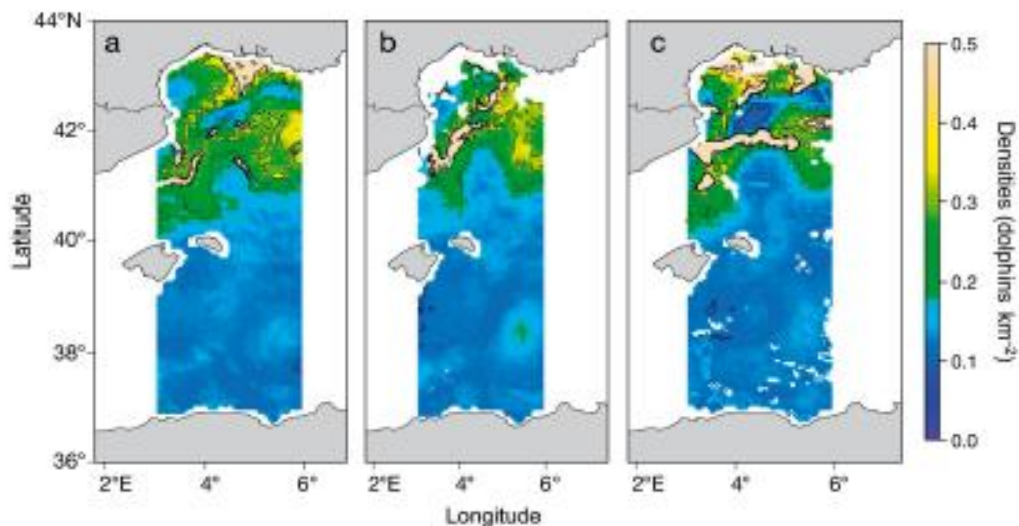 a
b
c
44°N
42°
40°
38°
36°
Latitude
2°E 4° 6° 2°E 4° 6° 2°E 4° 6°
Longitude
0.5
0.4
0.3
0.2
0.1
0.0
Densities (dolphins km⁻²)